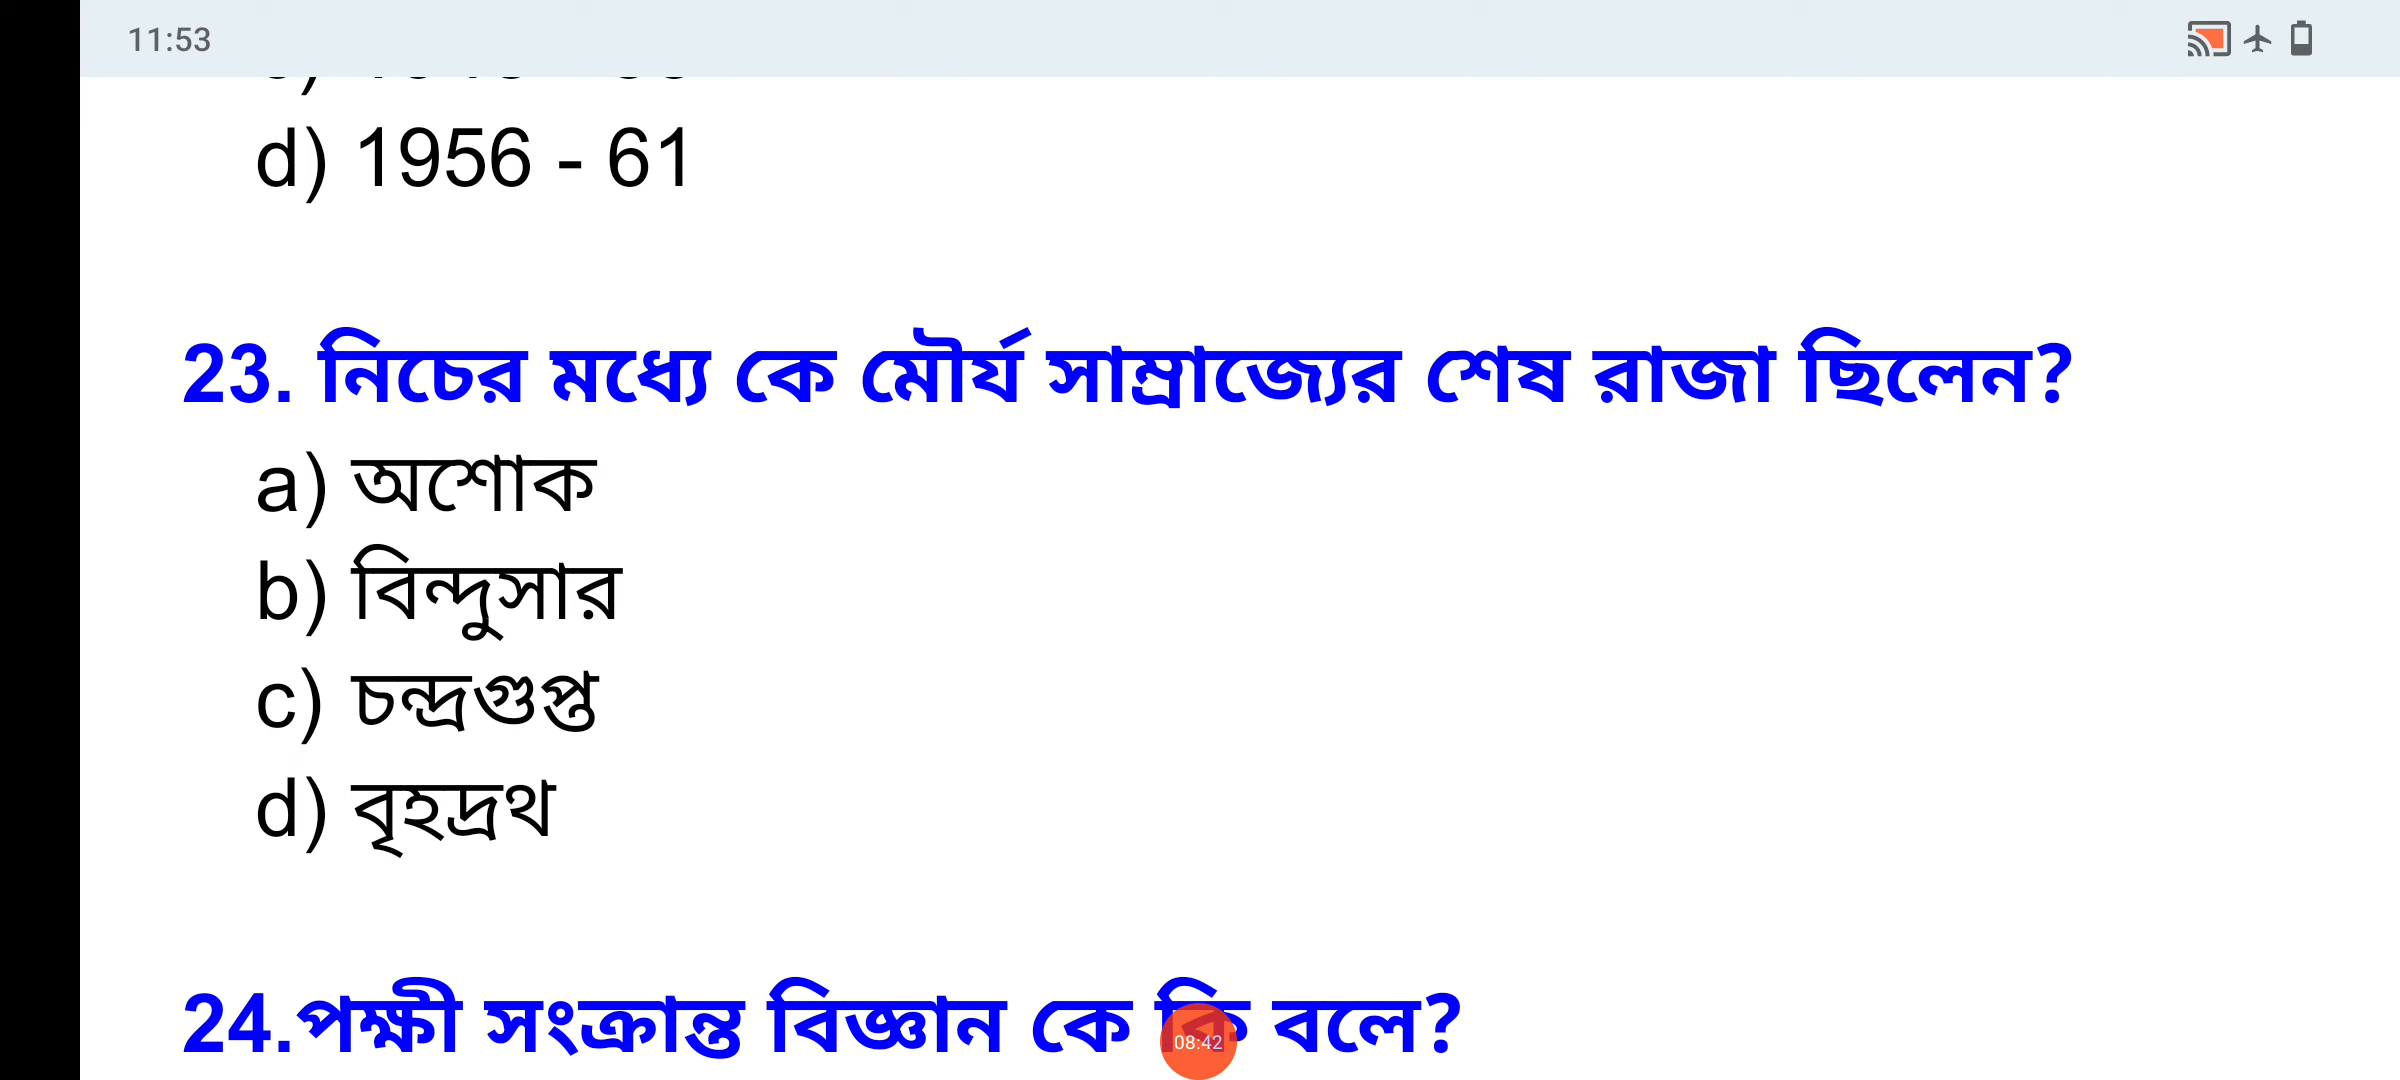 11:53
d) 1956 - 61
23. নিচের মধ্যে কে মৌর্য সাম্রাজ্যের শেষ রাজা ছিলেন?
a) অশোক
b) বিন্দুসার
c) চন্দ্রগুপ্ত
d) বৃহদ্রথ
24.পক্ষী সংক্রান্ত বিজ্ঞান কে কি বলে?
08:42